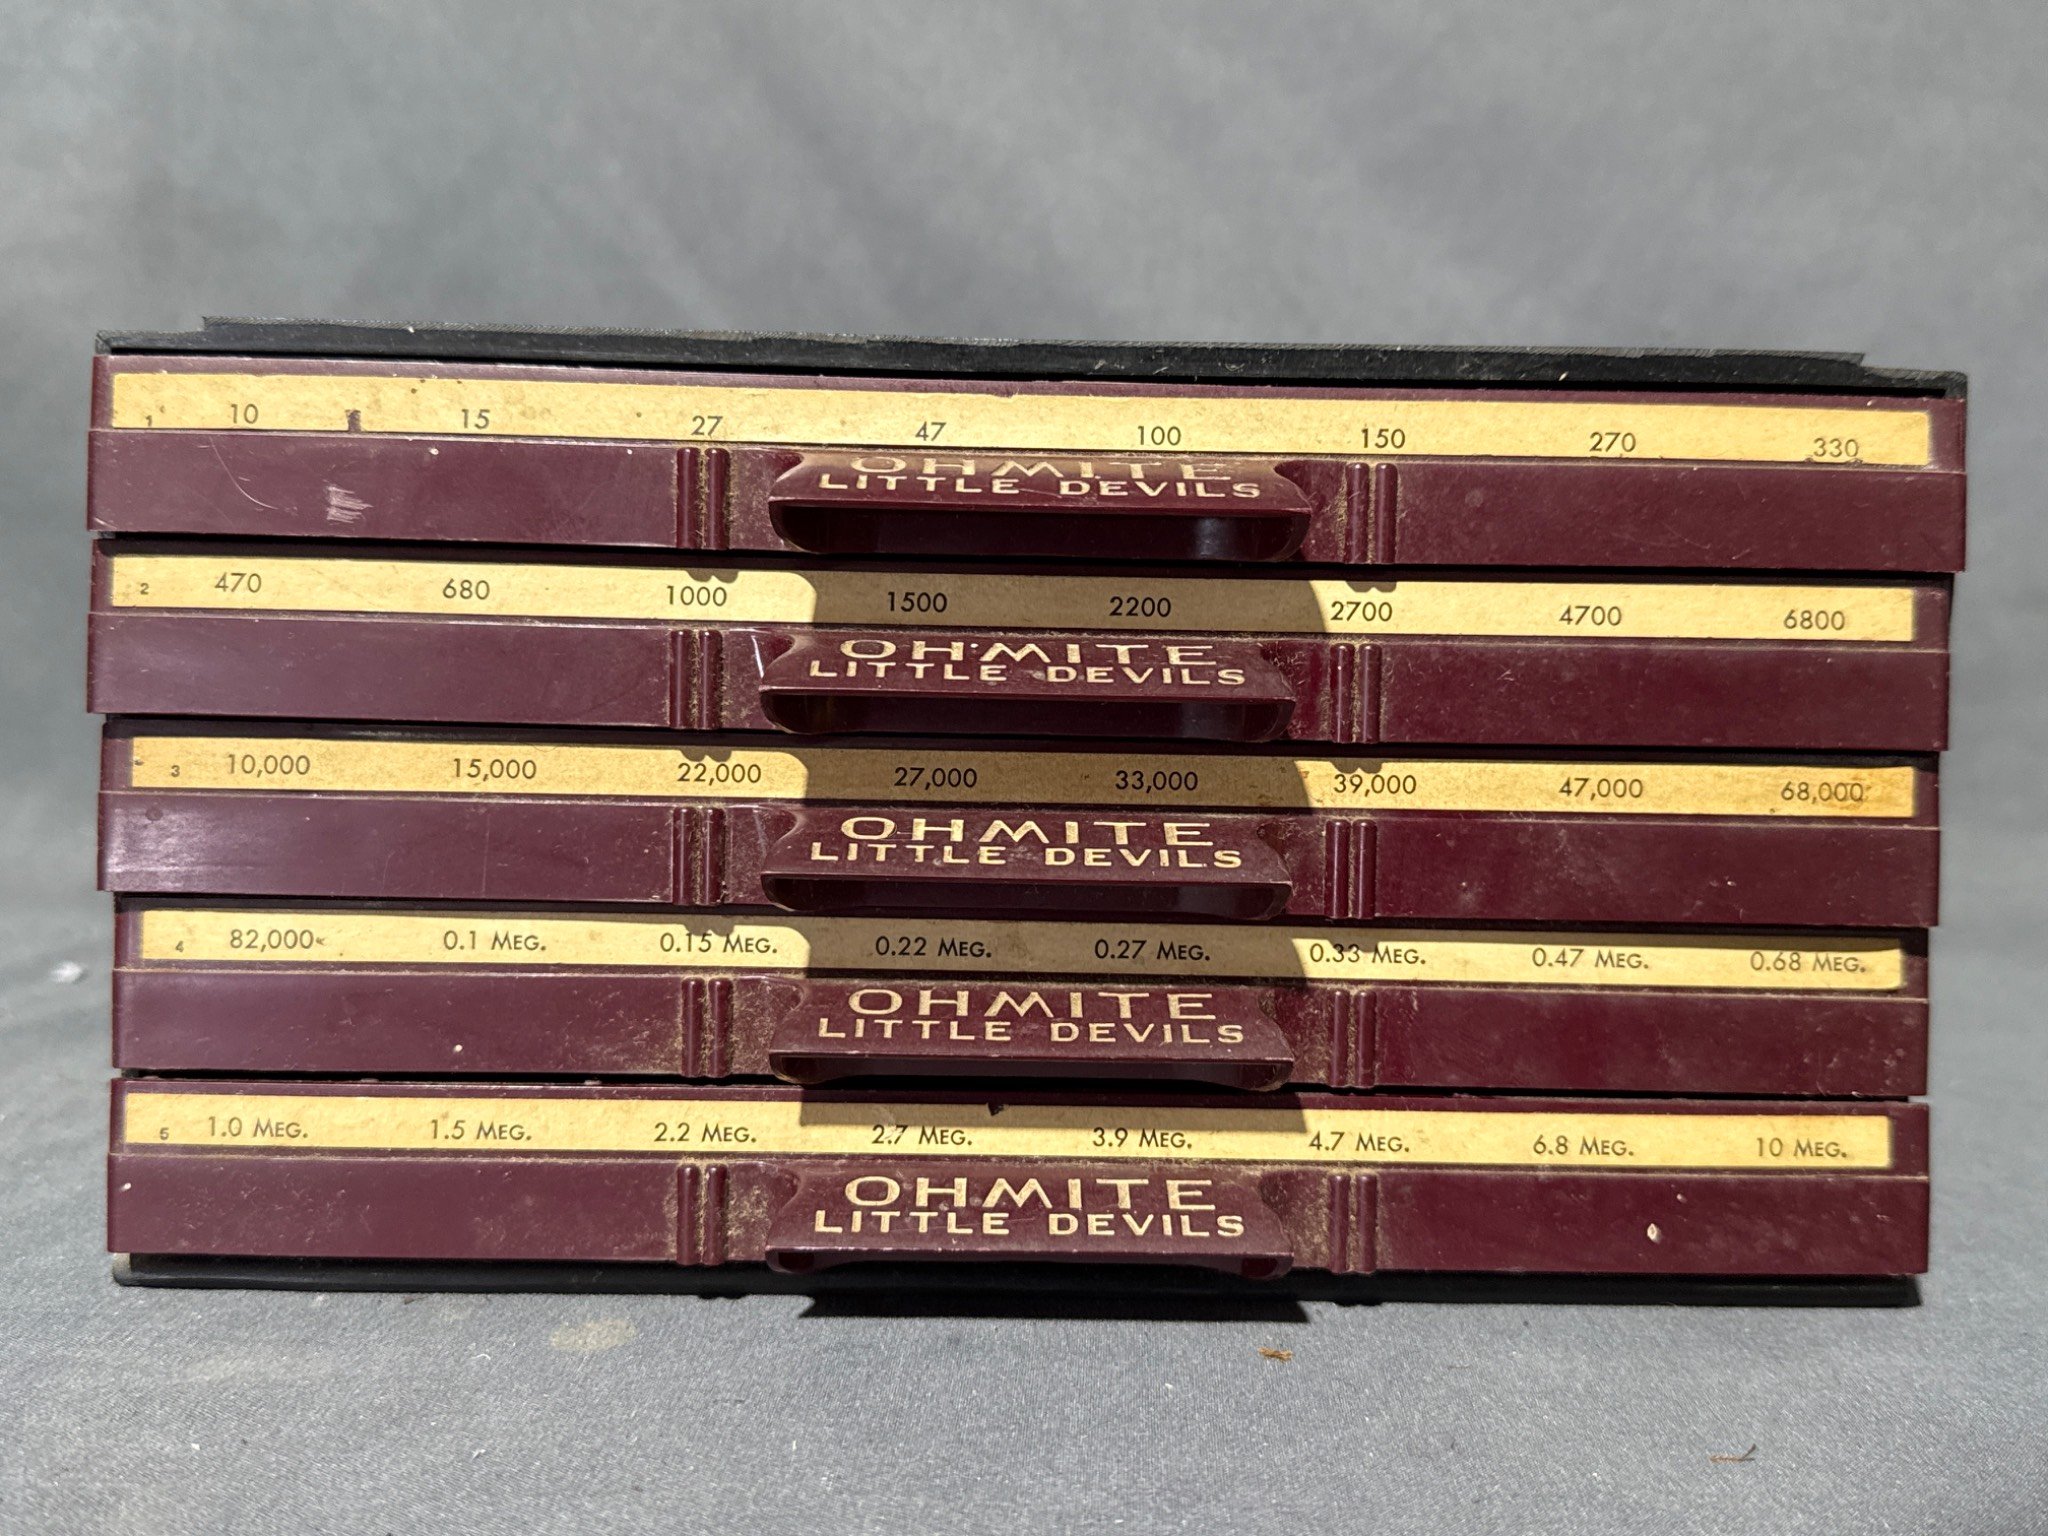 1 10 15 27 47 100 150 270 330
OHMITE
LITTLE DEVILS
2 470 680 1000 1500 2200 2700 4700 6800
OHMITE
LITTLE DEVILS
3 10,000 15,000 22,000 27,000 33,000 39,000 47,000 68,000
OHMITE
LITTLE DEVILS
4 82,000 0.1 MEG. 0.15 MEG. 0.22 MEG. 0.27 MEG. 0.33 MEG. 0.47 MEG. 0.68 MEG.
OHMITE
LITTLE DEVILS
5 1.0 MEG. 1.5 MEG. 2.2 MEG. 2.7 MEG. 3.9 MEG. 4.7 MEG. 6.8 MEG. 10 MEG.
OHMITE
LITTLE DEVILS